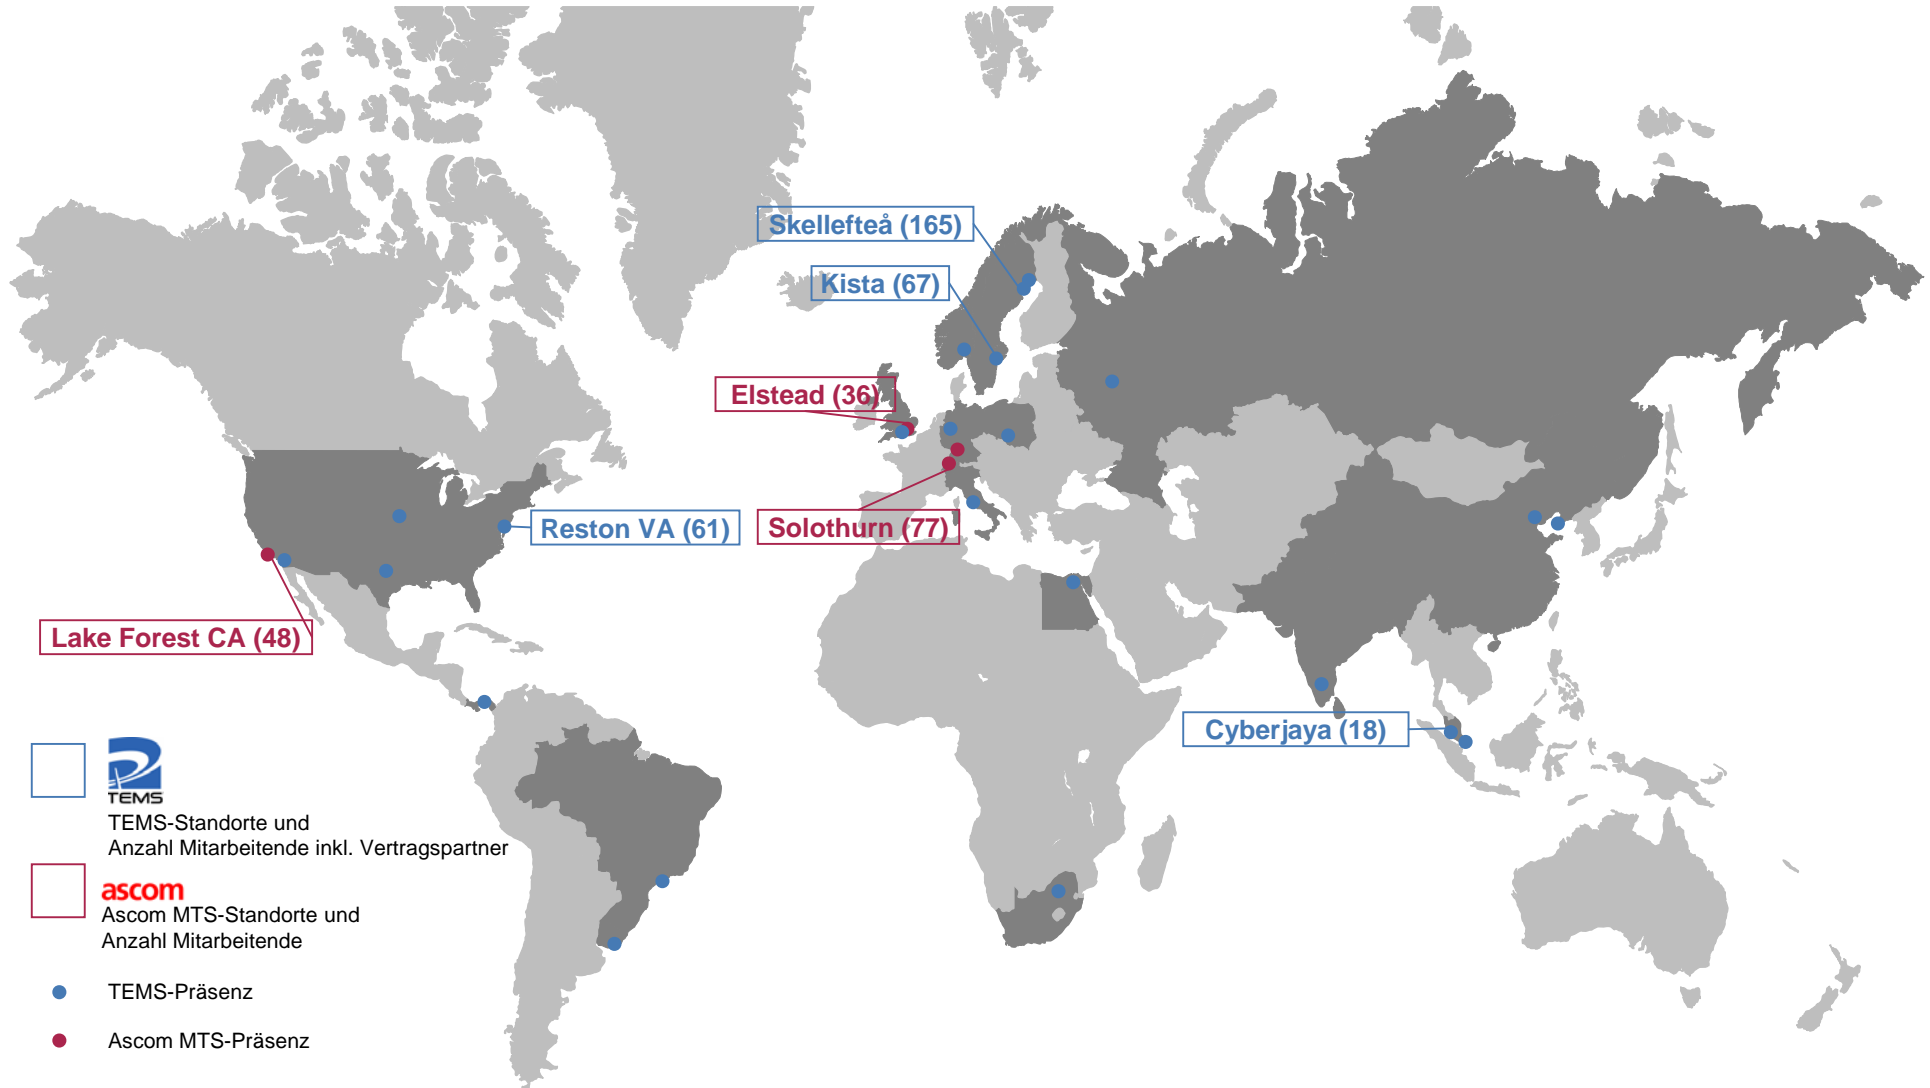 Skellefteå (165)
Kista (67)
Elstead (36)
Reston VA (61)
Solothurn (77)
Lake Forest CA (48)
Cyberjaya (18)
TEMS
TEMS-Standorte und
Anzahl Mitarbeitende inkl. Vertragspartner
ascom
Ascom MTS-Standorte und
Anzahl Mitarbeitende
TEMS-Präsenz
Ascom MTS-Präsenz